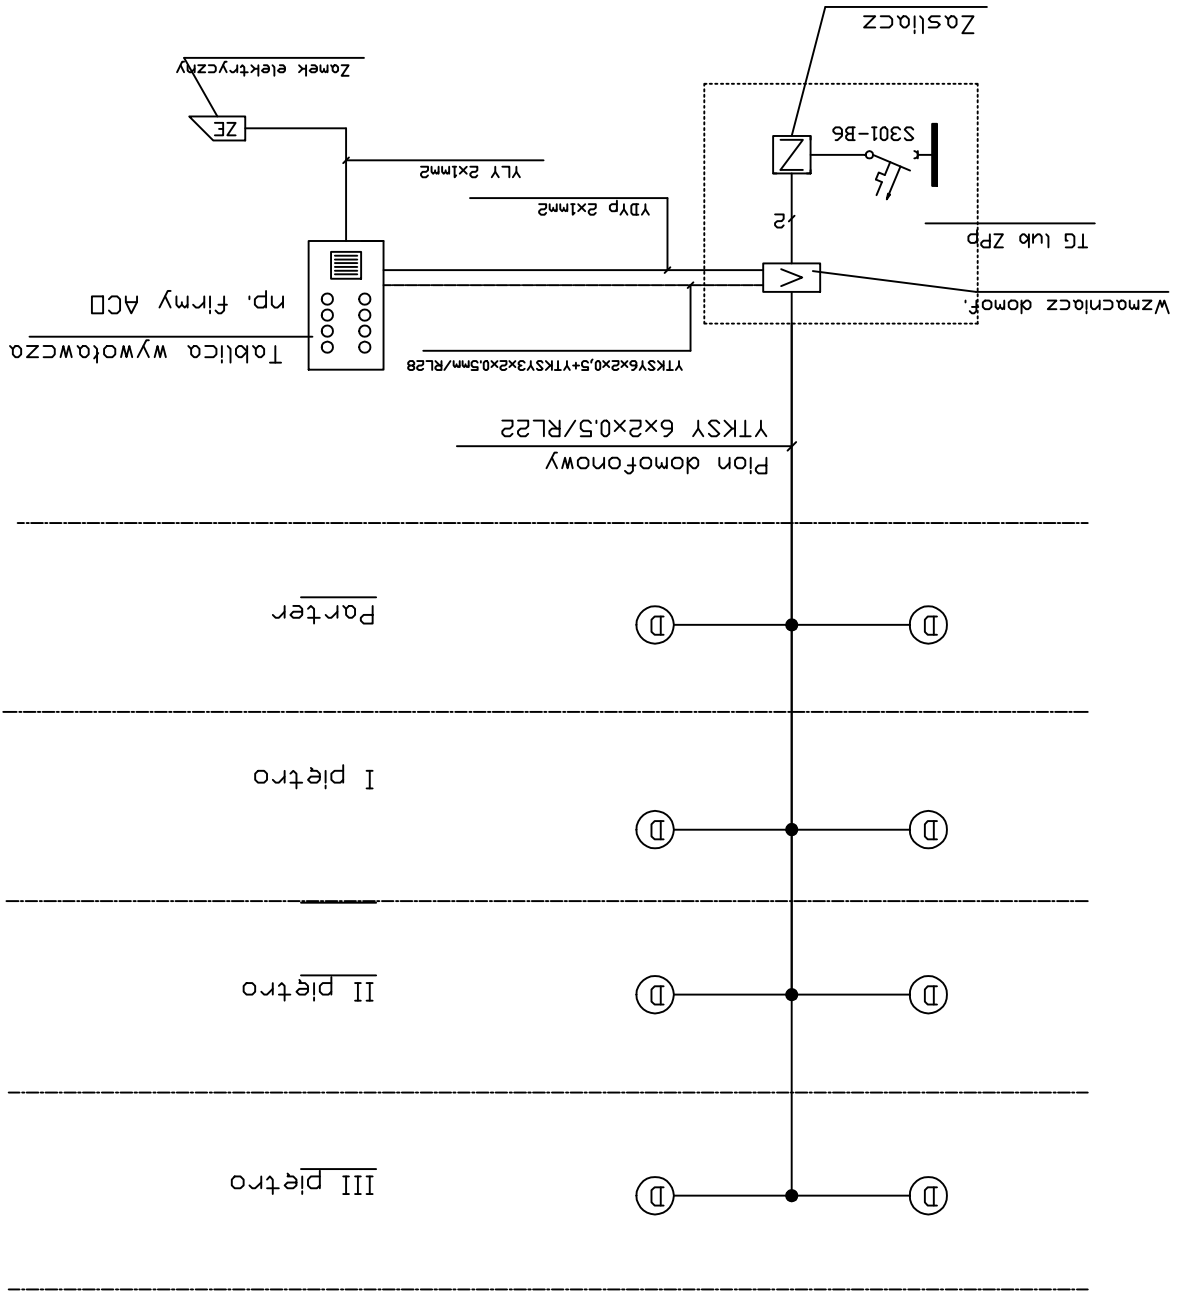 D D III piętro
D D II piętro
D D I piętro
D D Parter
Pion domofonowy
YTKSY 6x2x0.5/RL22
YTKSY6x2x0,5+YTKSY3x2x0.5mm/RL28
Tablica wywoławcza
np. firmy ACO
Wzmacniacz domof.
TG lub ZPp
2
YDYp 2x1mm2
YLY 2x1mm2
S301-B6
Z
ZE
Zamek elektryczny
Zasliacz